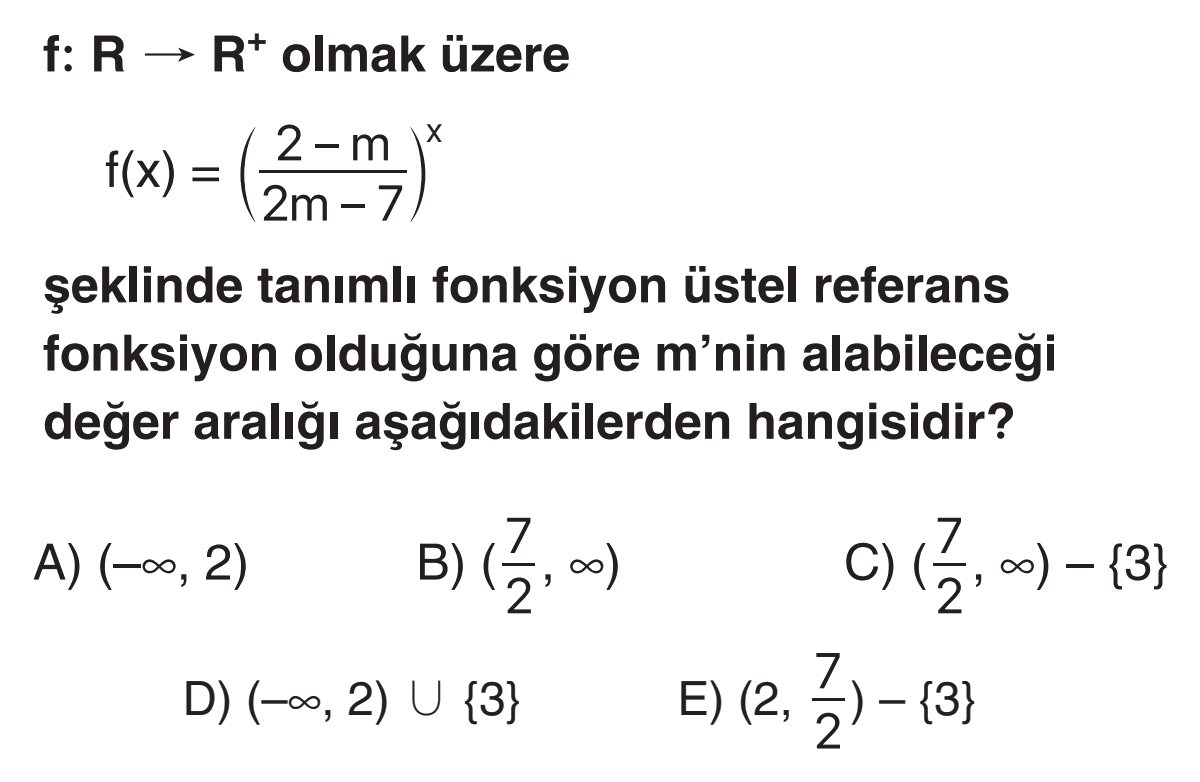 f: R → R⁺ olmak üzere
f(x) = ((2 – m)/(2m – 7))ˣ
şeklinde tanımlı fonksiyon üstel referans
fonksiyon olduğuna göre m’nin alabileceği
değer aralığı aşağıdakilerden hangisidir?
A) (–∞, 2) B) (7/2, ∞) C) (7/2, ∞) – {3}
D) (–∞, 2) ∪ {3} E) (2, 7/2) – {3}